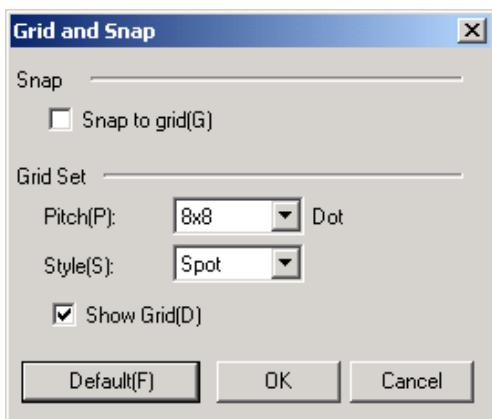 Grid and Snap
Snap
Snap to grid(G)
Grid Set
Pitch(P): 8x8 Dot
Style(S): Spot
Show Grid(D)
Default(F) OK Cancel